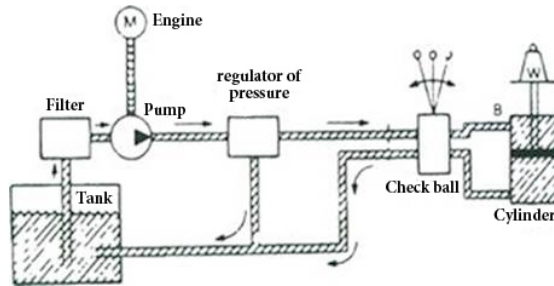 M
Engine
regulator of
pressure
Filter
Pump
B
W
Tank
Check ball
Cylinder